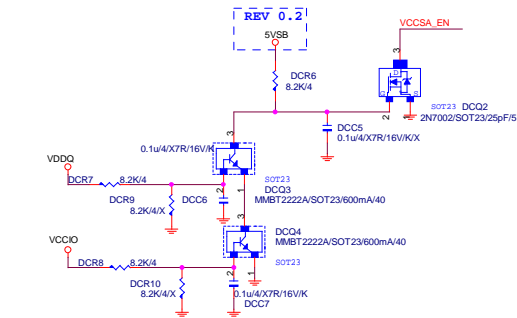 REV 0.2
5VSB
VCCSA_EN
3
D
G
S
DCR6
8.2K/4
SOT23
DCQ2
2N7002/SOT23/25pF/5
2
1
3
DCC5
0.1u/4/X7R/16V/K/X
0.1u/4/X7R/16V/K
SOT23
VDDQ
DCR7
8.2K/4
2
1
DCQ3
MMBT2222A/SOT23/600mA/40
DCR9
8.2K/4/X
DCC6
3
DCQ4
MMBT2222A/SOT23/600mA/40
VCCIO
SOT23
DCR8
8.2K/4
2
1
DCR10
8.2K/4/X
0.1u/4/X7R/16V/K
DCC7